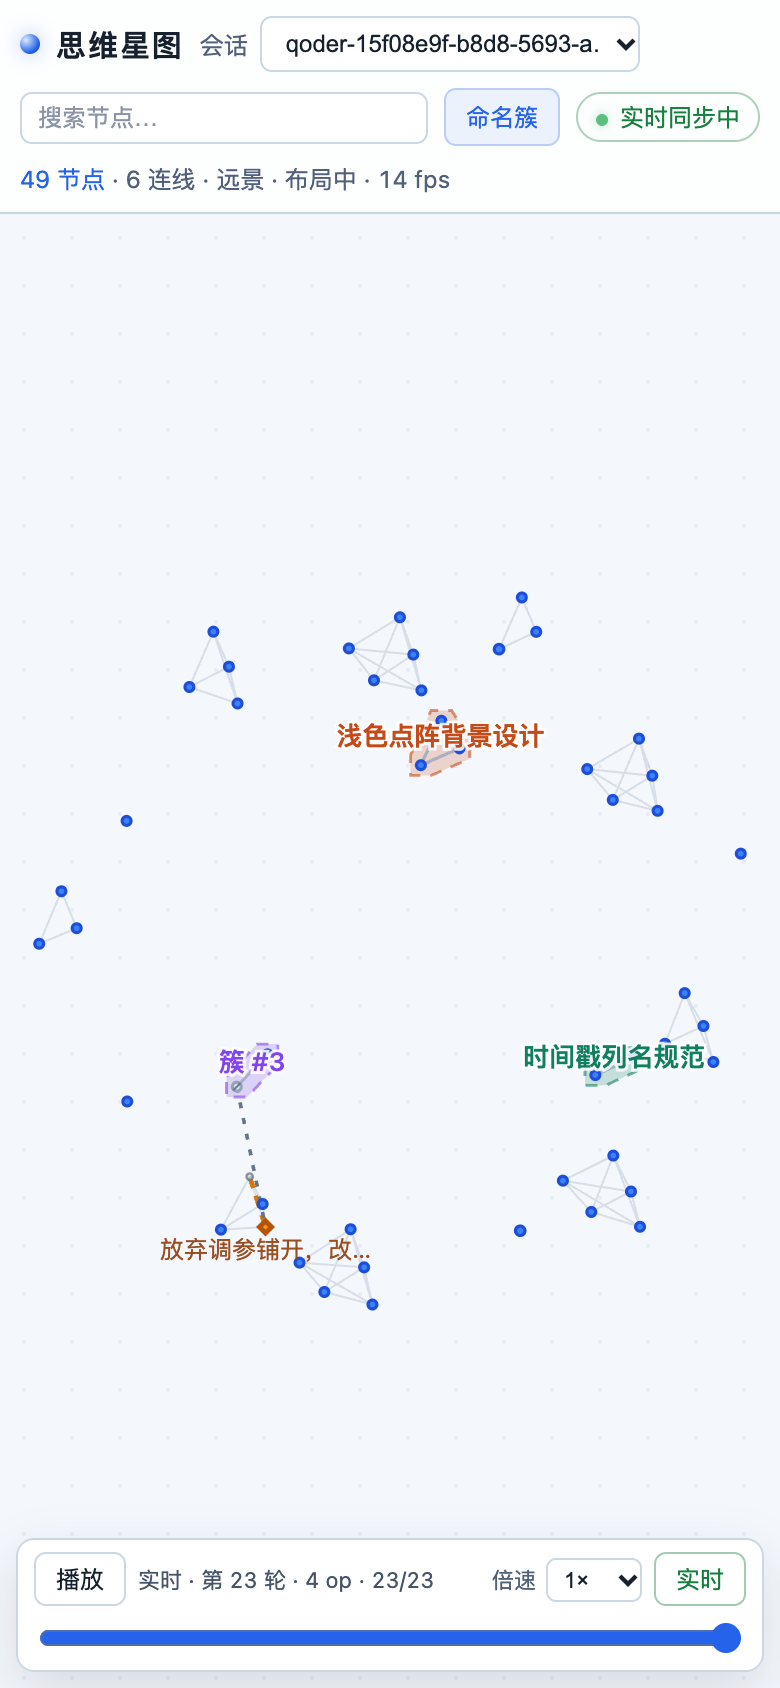 思维星图 会话 qoder-15f08e9f-b8d8-5693-a.
搜索节点... 命名簇 实时同步中
49 节点 · 6 连线 · 远景 · 布局中 · 14 fps
浅色点阵背景设计
簇 #3
时间戳列名规范
放弃调参铺开，改...
播放 实时 · 第 23 轮 · 4 op · 23/23 倍速 1× 实时